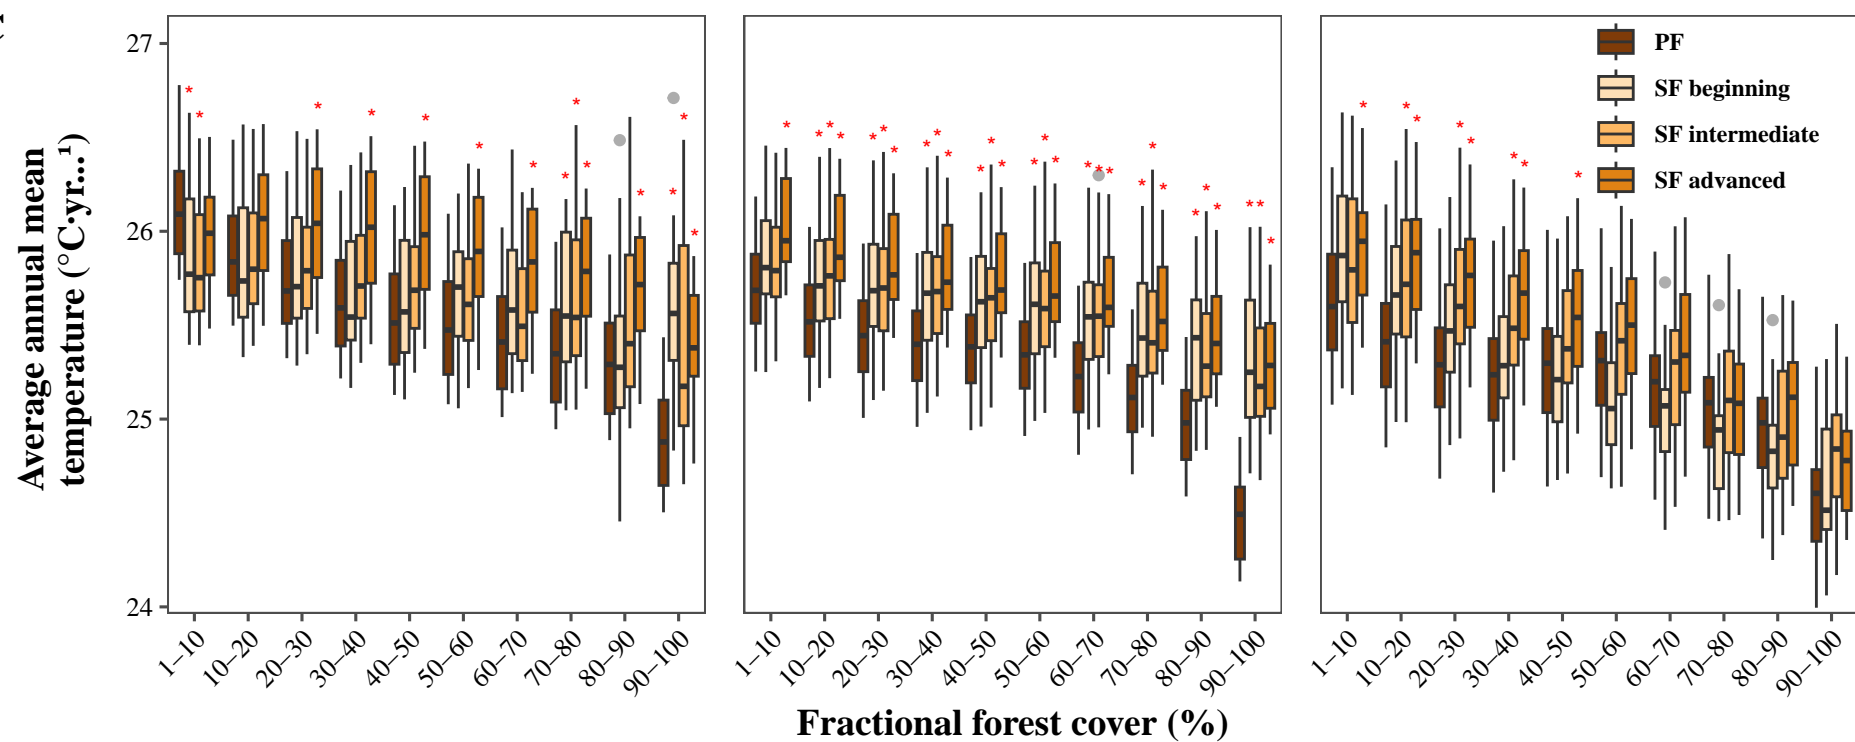 27
26
25
24
Average annual mean
temperature (°C·yr...¹)
PF
SF beginning
SF intermediate
SF advanced
* * * * * * * * * * * * * * *
* * * * * * * * * * * * * * * * * * * * * * * * * * *
* * * * * * * *
1–10 10–20 20–30 30–40 40–50 50–60 60–70 70–80 80–90 90–100
1–10 10–20 20–30 30–40 40–50 50–60 60–70 70–80 80–90 90–100
1–10 10–20 20–30 30–40 40–50 50–60 60–70 70–80 80–90 90–100
Fractional forest cover (%)